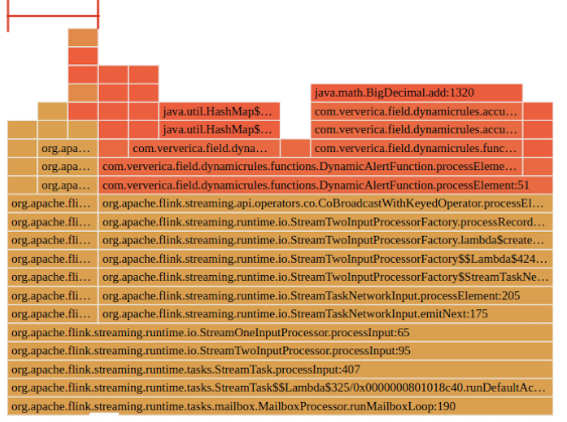 java.math.BigDecimal.add:1320
java.util.HashMap$... com.ververica.field.dynamicrules.accu...
java.util.HashMap$... com.ververica.field.dynamicrules.accu...
org.apa... com.ververica.field.dyna... com.ververica.field.dynamicrules.func...
org.apa... com.ververica.field.dynamicrules.functions.DynamicAlertFunction.processEleme...
org.apa... com.ververica.field.dynamicrules.functions.DynamicAlertFunction.processElement:51
org.apache.fli... org.apache.flink.streaming.api.operators.co.CoBroadcastWithKeyedOperator.processEl...
org.apache.fli... org.apache.flink.streaming.runtime.io.StreamTwoInputProcessorFactory.processRecord...
org.apache.fli... org.apache.flink.streaming.runtime.io.StreamTwoInputProcessorFactory.lambda$create...
org.apache.fli... org.apache.flink.streaming.runtime.io.StreamTwoInputProcessorFactory$$Lambda$424...
org.apache.fli... org.apache.flink.streaming.runtime.io.StreamTwoInputProcessorFactory$StreamTaskNe...
org.apache.fli... org.apache.flink.streaming.runtime.io.StreamTaskNetworkInput.processElement:205
org.apache.fli... org.apache.flink.streaming.runtime.io.StreamTaskNetworkInput.emitNext:175
org.apache.flink.streaming.runtime.io.StreamOneInputProcessor.processInput:65
org.apache.flink.streaming.runtime.io.StreamTwoInputProcessor.processInput:95
org.apache.flink.streaming.runtime.tasks.StreamTask.processInput:407
org.apache.flink.streaming.runtime.tasks.StreamTask$$Lambda$325/0x0000000801018c40.runDefaultAc...
org.apache.flink.streaming.runtime.tasks.mailbox.MailboxProcessor.runMailboxLoop:190